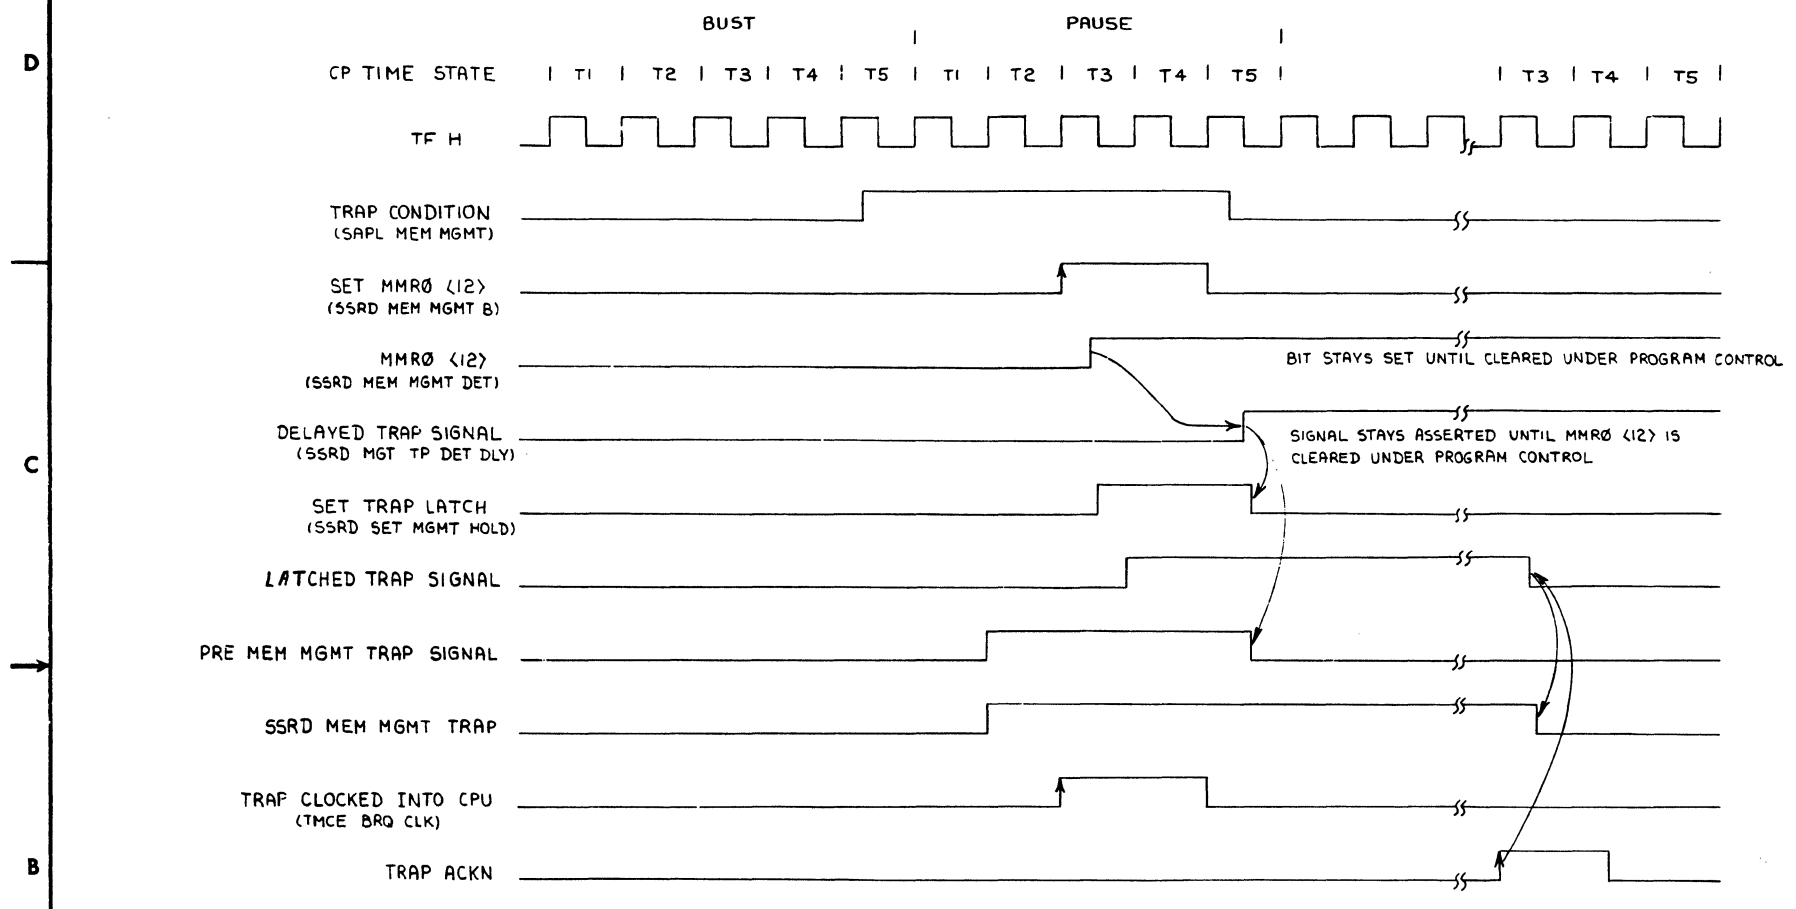 BUST PAUSE
D
CP TIME STATE | T1 | T2 | T3 | T4 | T5 | T1 | T2 | T3 | T4 | T5 | | T3 | T4 | T5 |
TF H
TRAP CONDITION
(SAPL MEM MGMT)
SET MMRØ <12>
(SSRD MEM MGMT B)
MMRØ <12>
(SSRD MEM MGMT DET)
BIT STAYS SET UNTIL CLEARED UNDER PROGRAM CONTROL
DELAYED TRAP SIGNAL
(SSRD MGT TP DET DLY)
SIGNAL STAYS ASSERTED UNTIL MMRØ <12> IS
CLEARED UNDER PROGRAM CONTROL
C
SET TRAP LATCH
(SSRD SET MGMT HOLD)
LATCHED TRAP SIGNAL
PRE MEM MGMT TRAP SIGNAL
SSRD MEM MGMT TRAP
TRAP CLOCKED INTO CPU
(TMCE BRQ CLK)
B
TRAP ACKN